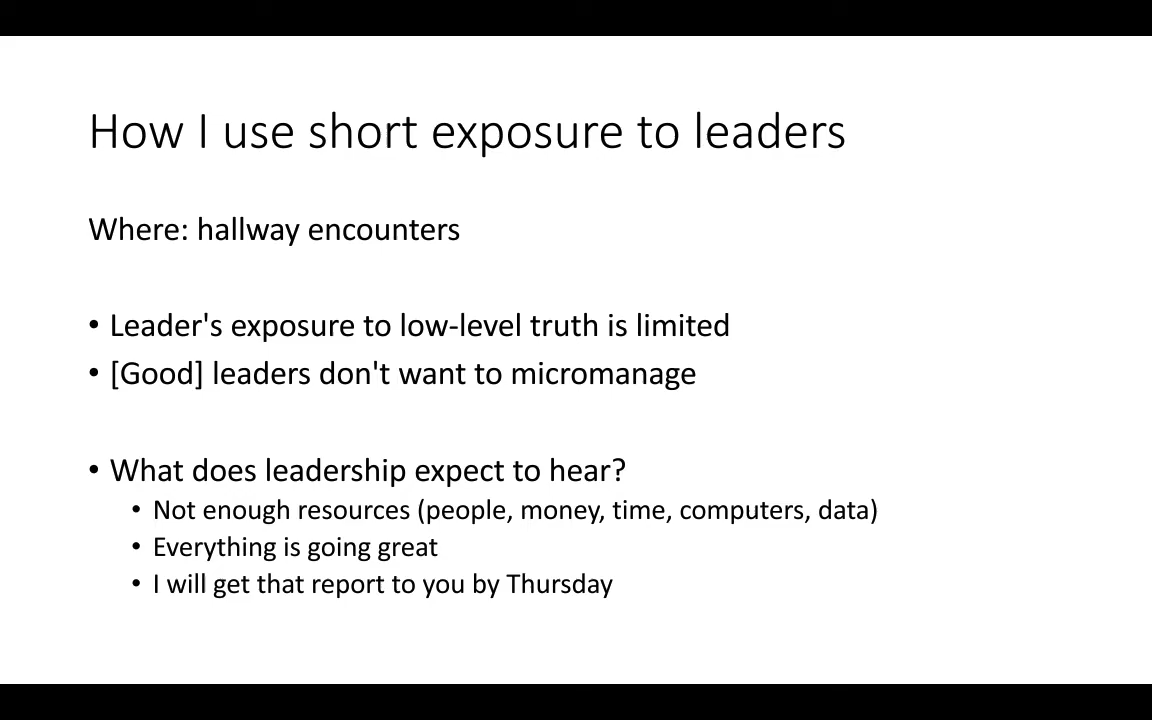 How I use short exposure to leaders
Where: hallway encounters
• Leader's exposure to low-level truth is limited
• [Good] leaders don't want to micromanage
• What does leadership expect to hear?
• Not enough resources (people, money, time, computers, data)
• Everything is going great
• I will get that report to you by Thursday